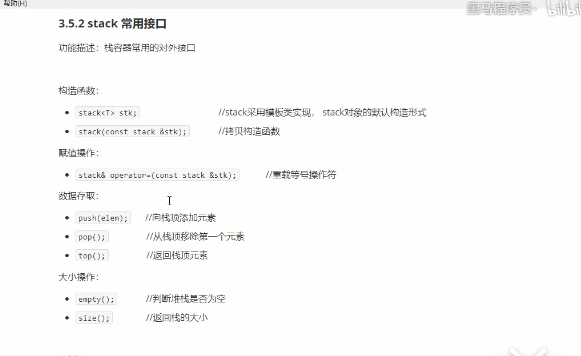 帮助(H)
黑马程序员- bilibili
3.5.2 stack 常用接口
功能描述：栈容器常用的对外接口
构造函数：
stack<T> stk; //stack采用模板类实现， stack对象的默认构造形式
stack(const stack &stk); //拷贝构造函数
赋值操作：
stack& operator=(const stack &stk); //重载等号操作符
数据存取：
push(elem); //向栈顶添加元素
pop(); //从栈顶移除第一个元素
top(); //返回栈顶元素
大小操作：
empty(); //判断堆栈是否为空
size(); //返回栈的大小